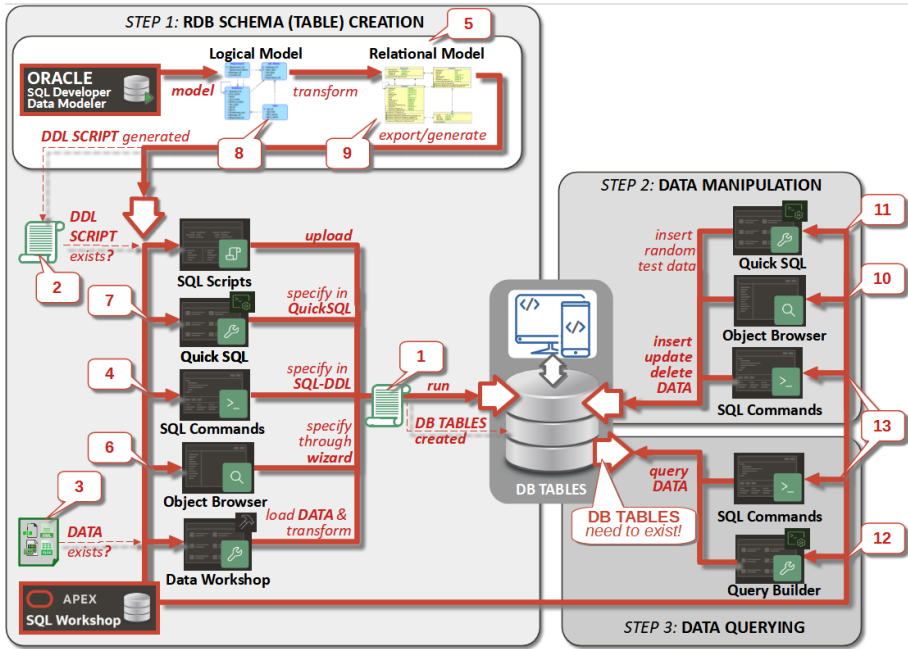 STEP 1: RDB SCHEMA (TABLE) CREATION
5
Logical Model
Relational Model
ORACLE
SQL Developer
Data Modeler
model
transform
DDL SCRIPT generated
8
9
export/generate
2
DDL
SCRIPT
exists?
SQL Scripts
upload
7
Quick SQL
specify in
QuickSQL
4
SQL Commands
specify in
SQL-DDL
1
run
DB TABLES
created
6
Object Browser
specify
through
wizard
3
DATA
exists?
Data Workshop
load DATA &
transform
APEX
SQL Workshop
DB TABLES
DB TABLES
need to exist!
STEP 2: DATA MANIPULATION
insert
random
test data
Quick SQL
11
Object Browser
10
insert
update
delete
DATA
SQL Commands
13
query
DATA
SQL Commands
12
Query Builder
STEP 3: DATA QUERYING